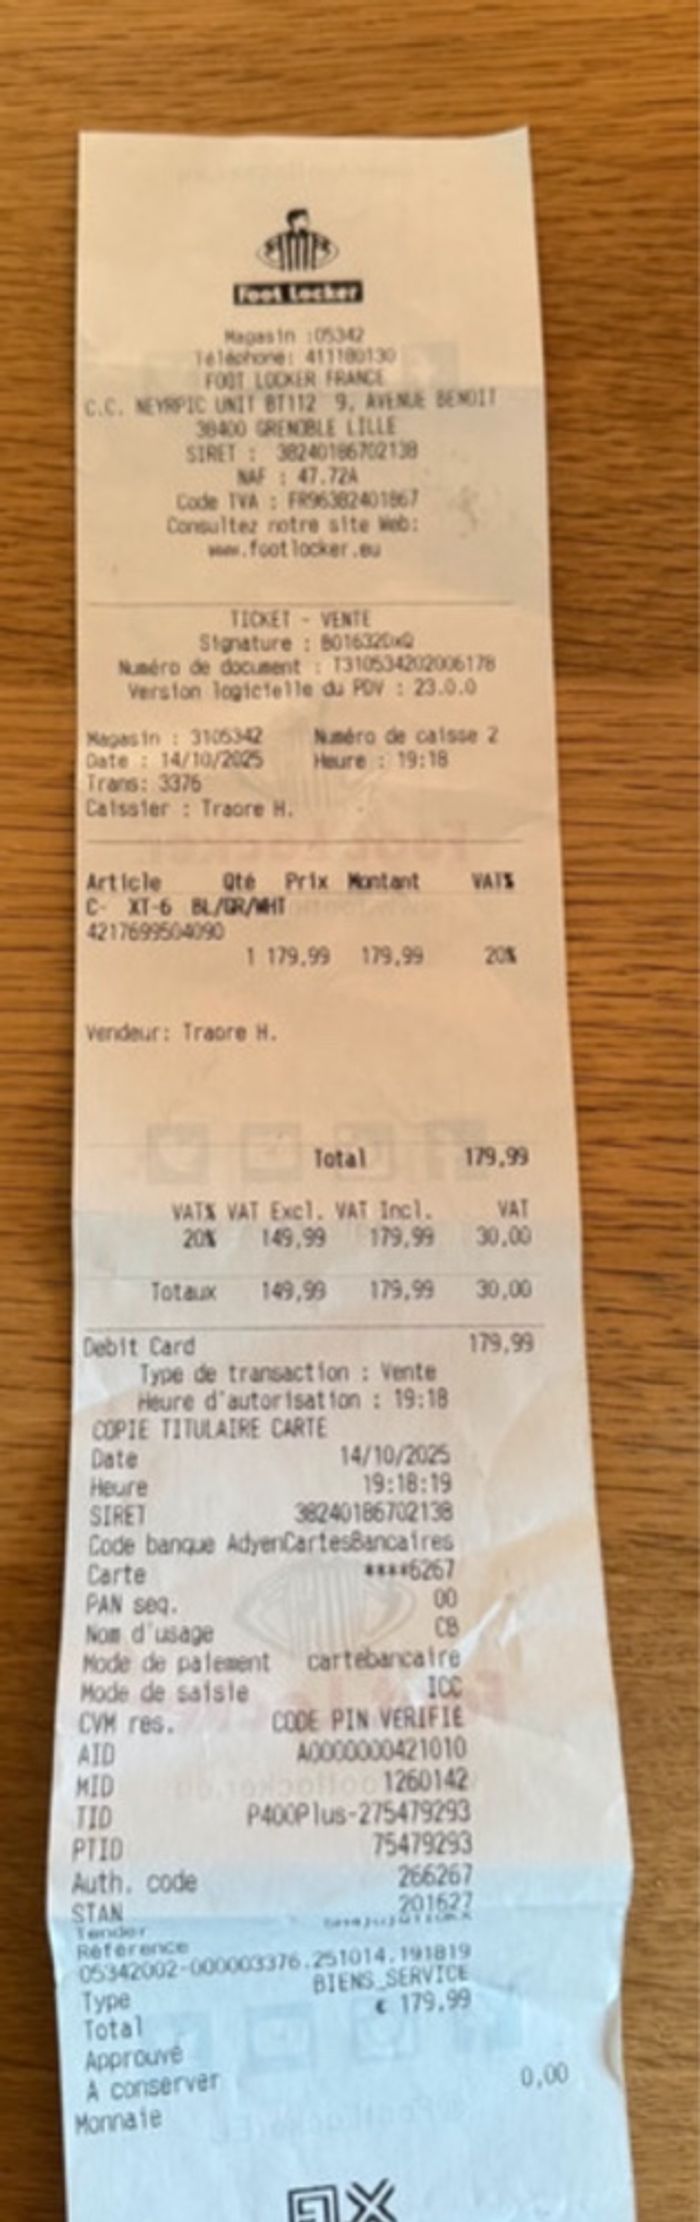 Foot Locker
Magasin :05342
Téléphone: 411180130
FOOT LOCKER FRANCE
C.C. NEYRPIC UNIT BT112 9, AVENUE BENOIT
38400 GRENOBLE LILLE
SIRET : 38240186702138
NAF : 47.72A
Code TVA : FR96382401867
Consultez notre site Web:
www.footlocker.eu
TICKET - VENTE
Signature : BO1632DxQ
Numéro de document : T310534202006178
Version logicielle du PDV : 23.0.0
Magasin : 3105342 Numéro de caisse 2
Date : 14/10/2025 Heure : 19:18
Trans: 3376
Caissier : Traore H.
Article Qté Prix Montant VAT%
C- XT-6 BL/GR/WHT
4217699504090
1 179,99 179,99 20%
Vendeur: Traore H.
Total 179,99
VAT% VAT Excl. VAT Incl. VAT
20% 149,99 179,99 30,00
Totaux 149,99 179,99 30,00
Debit Card 179,99
Type de transaction : Vente
Heure d'autorisation : 19:18
COPIE TITULAIRE CARTE
Date 14/10/2025
Heure 19:18:19
SIRET 38240186702138
Code banque AdyenCartesBancaires
Carte ****6267
PAN seq. 00
Nom d'usage CB
Mode de paiement cartebancaire
Mode de saisie ICC
CVM res. CODE PIN VERIFIE
AID A0000000421010
MID 1260142
TID P400Plus-275479293
PTID 75479293
Auth. code 266267
STAN 201627
Tender
Référence
05342002-000003376.251014.191819
Type BIENS_SERVICE
Total € 179,99
Approuvé
A conserver
Monnaie 0,00